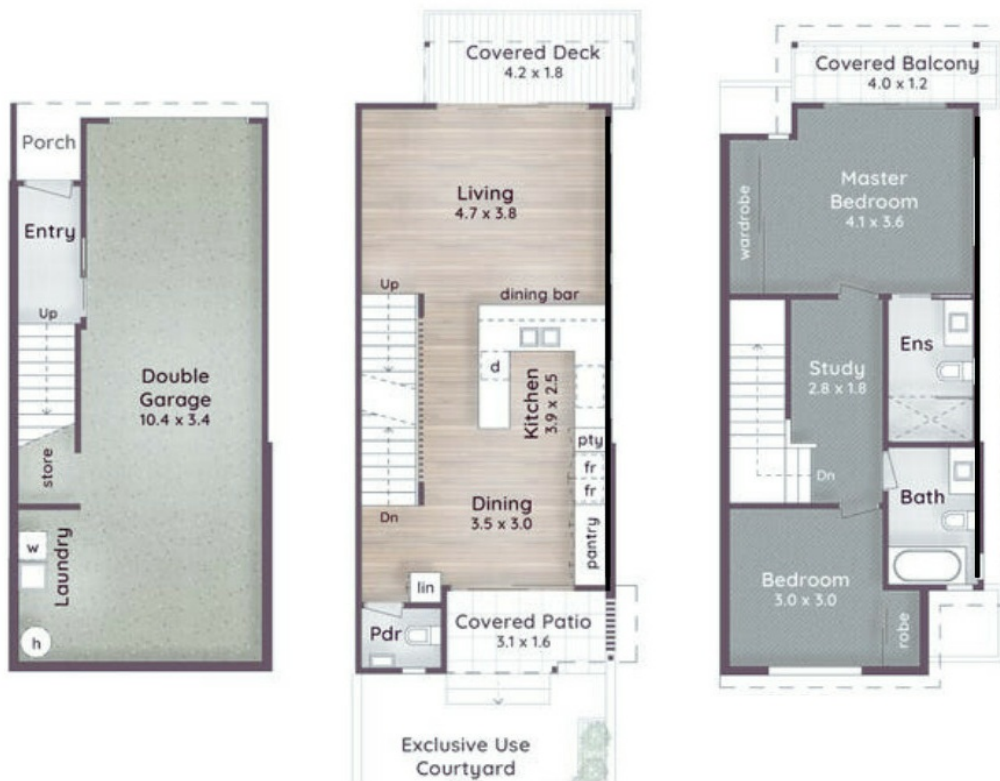 Porch
Entry
Up
Double
Garage
10.4 x 3.4
store
Laundry
w
h
Covered Deck
4.2 x 1.8
Living
4.7 x 3.8
Up
dining bar
d
Kitchen
3.9 x 2.5
pty
fr
fr
Dining
3.5 x 3.0
Dn
pantry
lin
Pdr
Covered Patio
3.1 x 1.6
Exclusive Use
Courtyard
Covered Balcony
4.0 x 1.2
Master
Bedroom
4.1 x 3.6
wardrobe
Ens
Study
2.8 x 1.8
Dn
Bath
Bedroom
3.0 x 3.0
robe